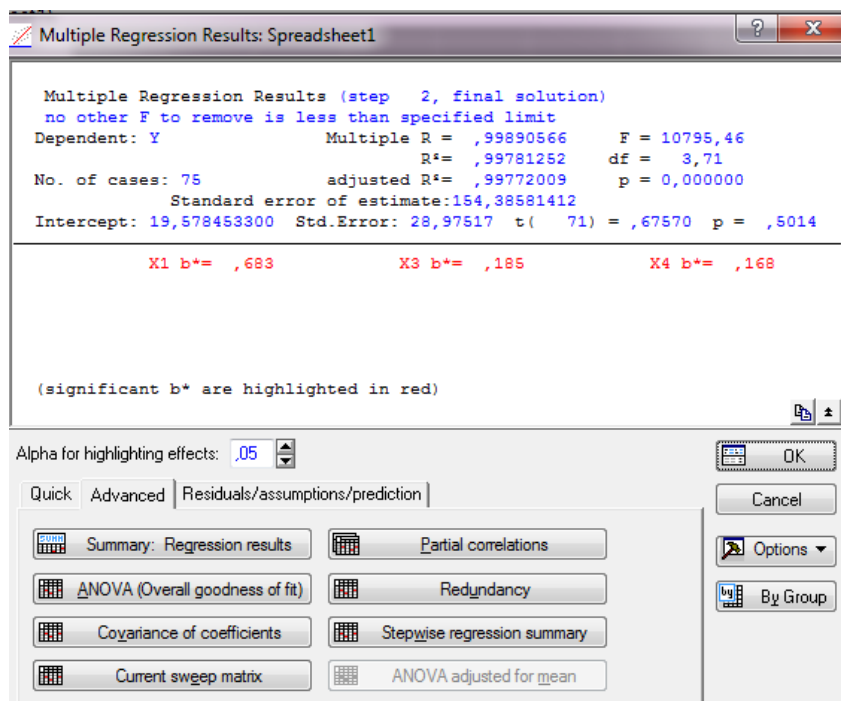 Multiple Regression Results: Spreadsheet1
Multiple Regression Results (step 2, final solution)
no other F to remove is less than specified limit
Dependent: Y Multiple R = ,99890566 F = 10795,46
R²= ,99781252 df = 3,71
No. of cases: 75 adjusted R²= ,99772009 p = 0,000000
Standard error of estimate:154,38581412
Intercept: 19,578453300 Std.Error: 28,97517 t( 71) = ,67570 p = ,5014
X1 b*= ,683 X3 b*= ,185 X4 b*= ,168
(significant b* are highlighted in red)
Alpha for highlighting effects: ,05
OK
Quick Advanced Residuals/assumptions/prediction
Cancel
Summary: Regression results Partial correlations
Options
ANOVA (Overall goodness of fit) Redundancy
By Group
Covariance of coefficients Stepwise regression summary
Current sweep matrix ANOVA adjusted for mean